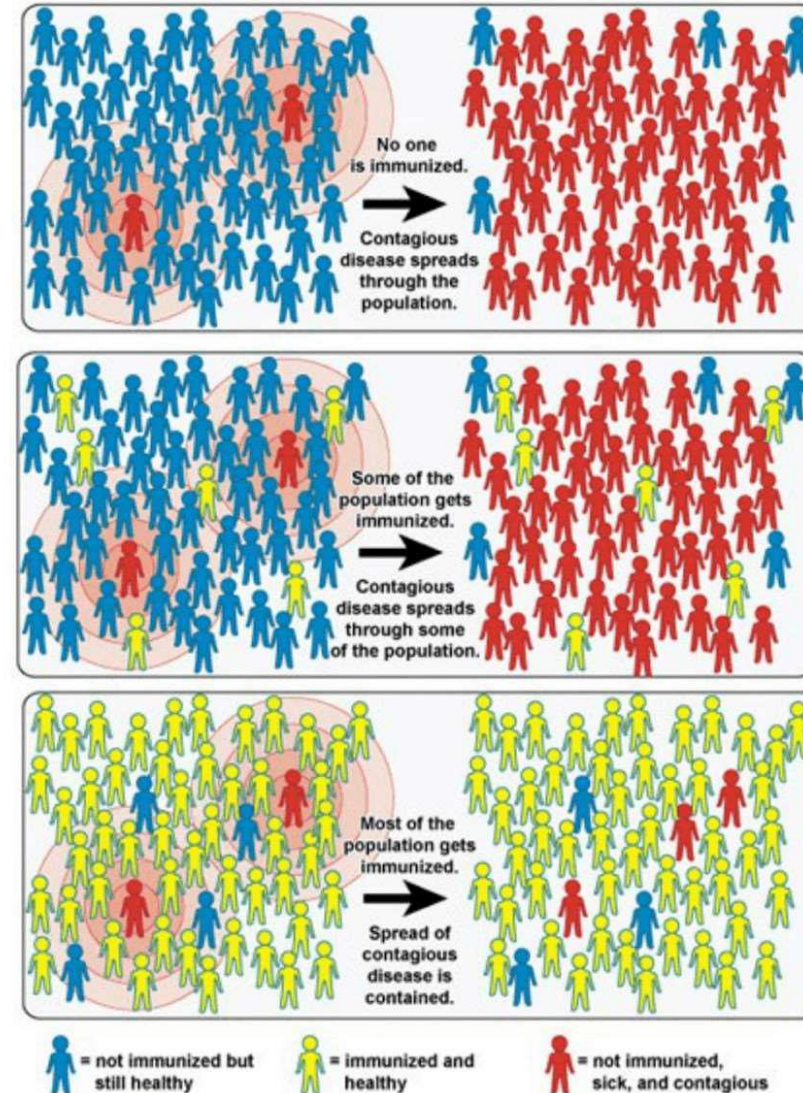 No one
is immunized.
Contagious
disease spreads
through the
population.
Some of the
population gets
immunized.
Contagious
disease spreads
through some
of the population.
Most of the
population gets
immunized.
Spread of
contagious
disease is
contained.
= not immunized but
still healthy
= immunized and
healthy
= not immunized,
sick, and contagious